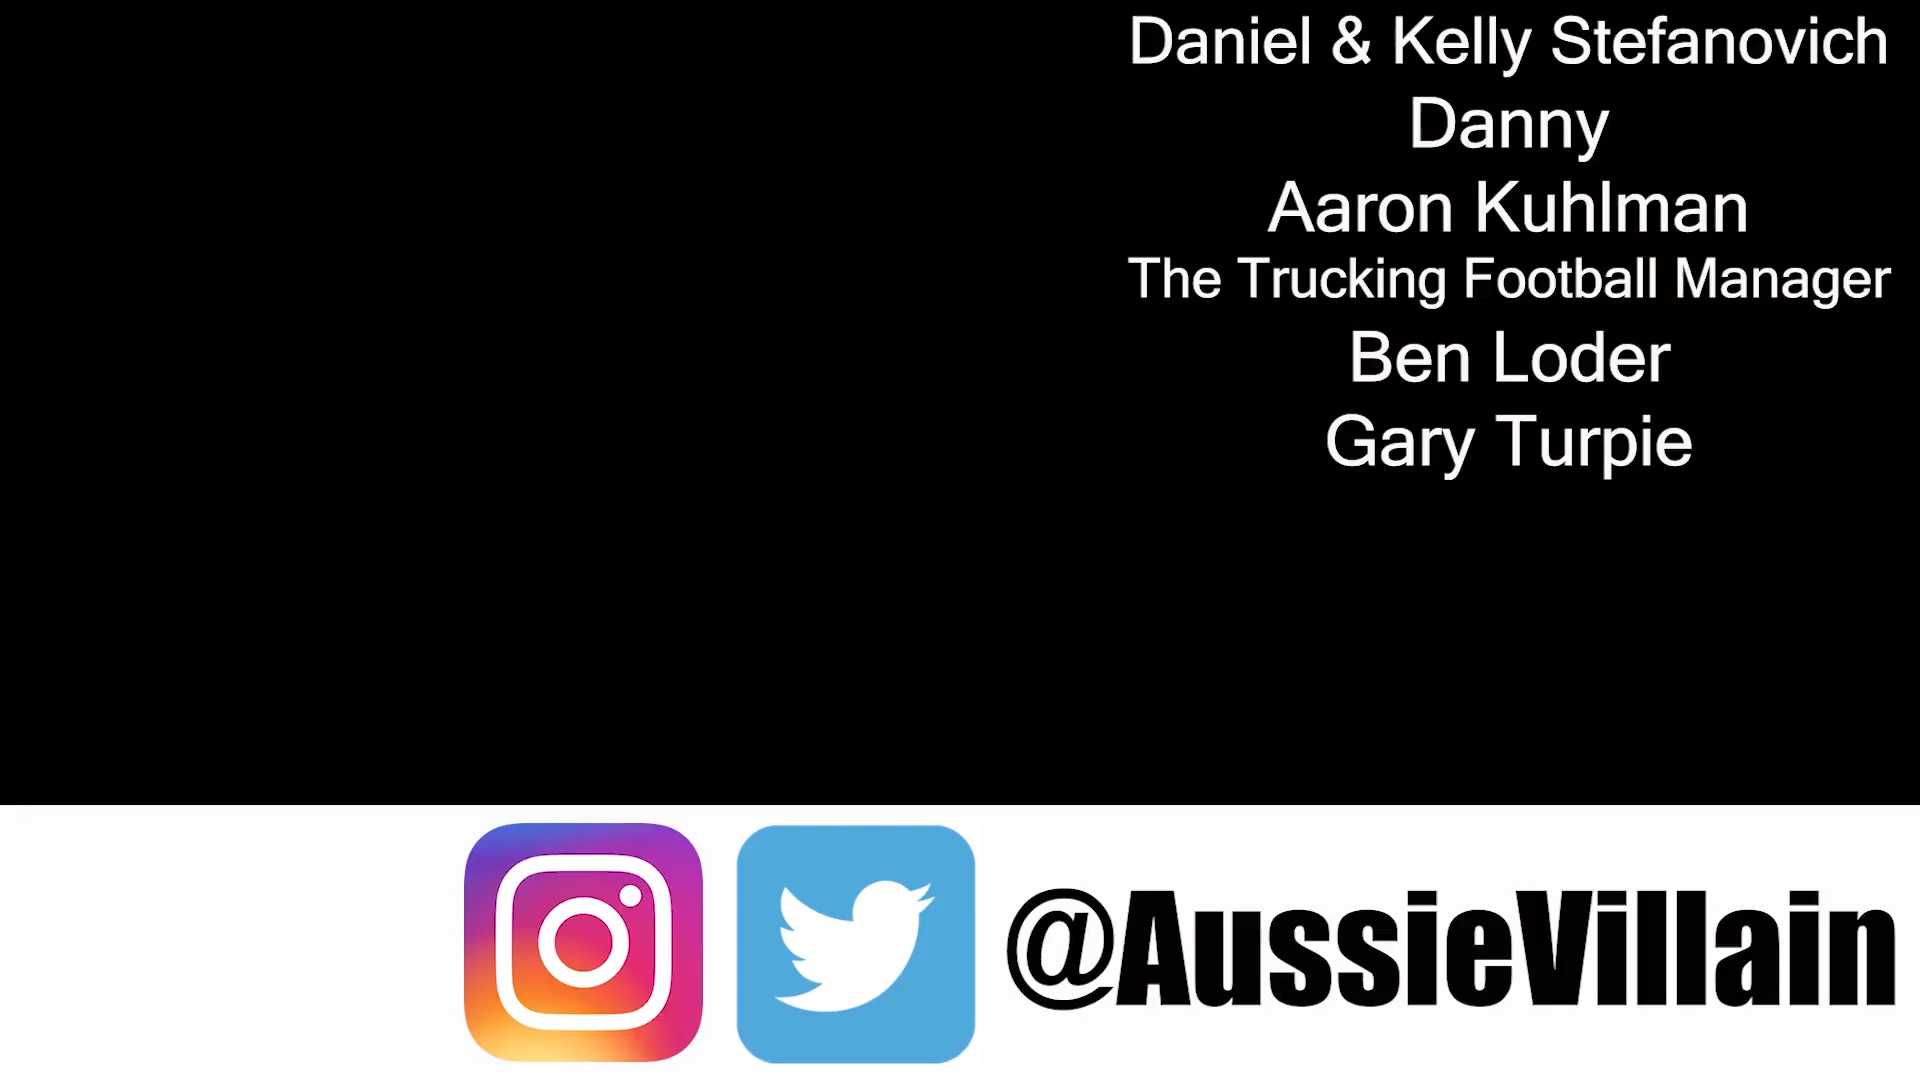 Daniel & Kelly Stefanovich
Danny
Aaron Kuhlman
The Trucking Football Manager
Ben Loder
Gary Turpie
@AussieVillain